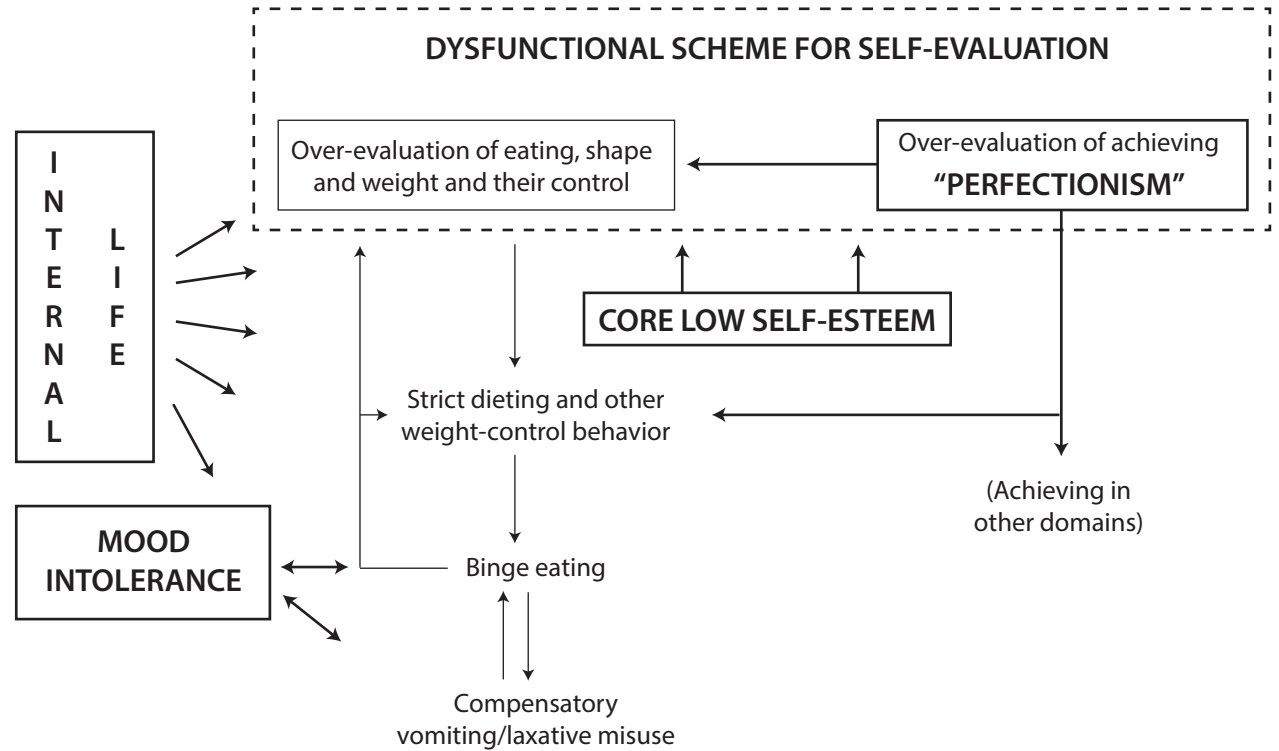 DYSFUNCTIONAL SCHEME FOR SELF-EVALUATION
INTERNAL
LIFE
Over-evaluation of eating, shape
and weight and their control
Over-evaluation of achieving
“PERFECTIONISM”
CORE LOW SELF-ESTEEM
Strict dieting and other
weight-control behavior
(Achieving in
other domains)
MOOD
INTOLERANCE
Binge eating
Compensatory
vomiting/laxative misuse